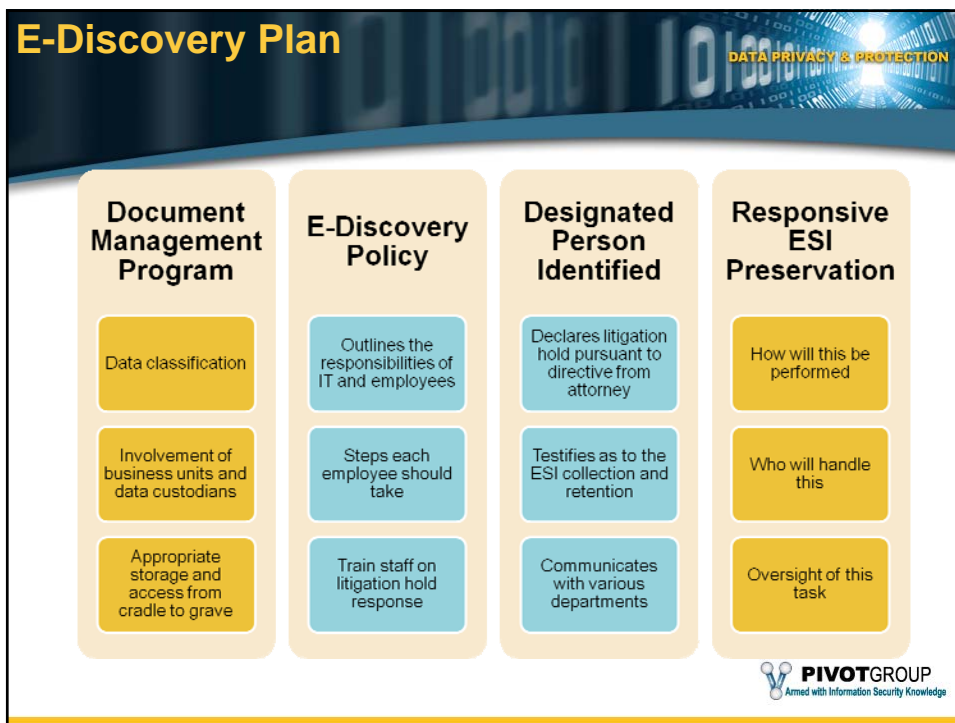 E-Discovery Plan
DATA PRIVACY & PROTECTION
Document
Management
Program
Data classification
Involvement of
business units and
data custodians
Appropriate
storage and
access from
cradle to grave
E-Discovery
Policy
Outlines the
responsibilities of
IT and employees
Steps each
employee should
take
Train staff on
litigation hold
response
Designated
Person
Identified
Declares litigation
hold pursuant to
directive from
attorney
Testifies as to the
ESI collection and
retention
Communicates
with various
departments
Responsive
ESI
Preservation
How will this be
performed
Who will handle
this
Oversight of this
task
PIVOTGROUP
Armed with Information Security Knowledge